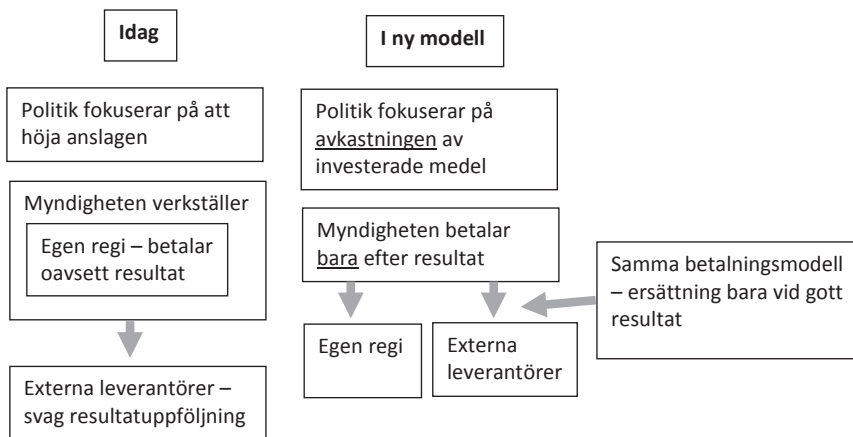 Idag
Politik fokuserar på att
höja anslagen
Myndigheten verkställer
Egen regi – betalar
oavsett resultat
Externa leverantörer –
svag resultatuppföljning
I ny modell
Politik fokuserar på
avkastningen av
investerade medel
Myndigheten betalar
bara efter resultat
Egen regi
Externa
leverantörer
Samma betalningsmodell
– ersättning bara vid gott
resultat